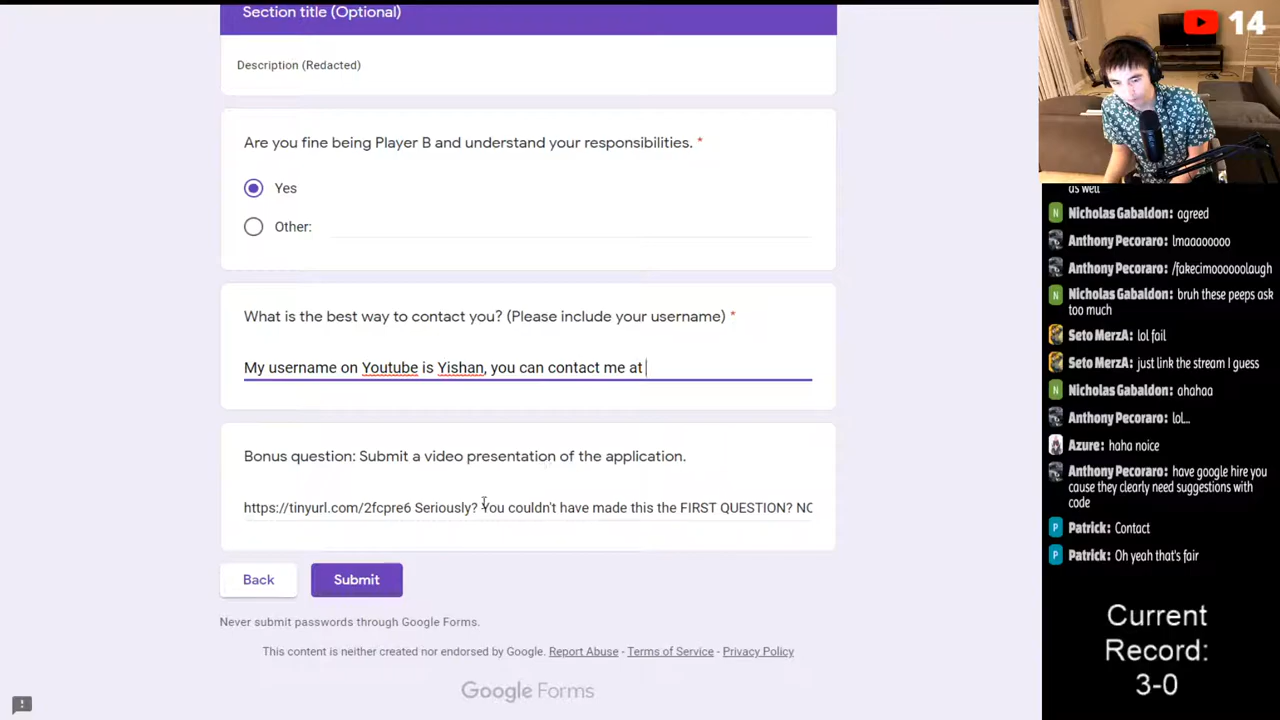 Section title (Optional)
Description (Redacted)
Are you fine being Player B and understand your responsibilities. *
Yes
Other:
What is the best way to contact you? (Please include your username) *
My username on Youtube is Yishan, you can contact me at
Bonus question: Submit a video presentation of the application.
https://tinyurl.com/2fcpre6 Seriously? You couldn't have made this the FIRST QUESTION? NO
Back
Submit
Never submit passwords through Google Forms.
This content is neither created nor endorsed by Google. Report Abuse - Terms of Service - Privacy Policy
Google Forms
14
as well
N Nicholas Gabaldon: agreed
Anthony Pecoraro: lmaaaoooo
Anthony Pecoraro: /fakecimoooooolaugh
N Nicholas Gabaldon: bruh these peeps ask
too much
Seto MerzA: lol fail
Seto MerzA: just link the stream I guess
N Nicholas Gabaldon: ahahaa
Anthony Pecoraro: lol...
Azure: haha noice
Anthony Pecoraro: have google hire you
cause they clearly need suggestions with
code
P Patrick: Contact
P Patrick: Oh yeah that's fair
Current
Record:
3-0